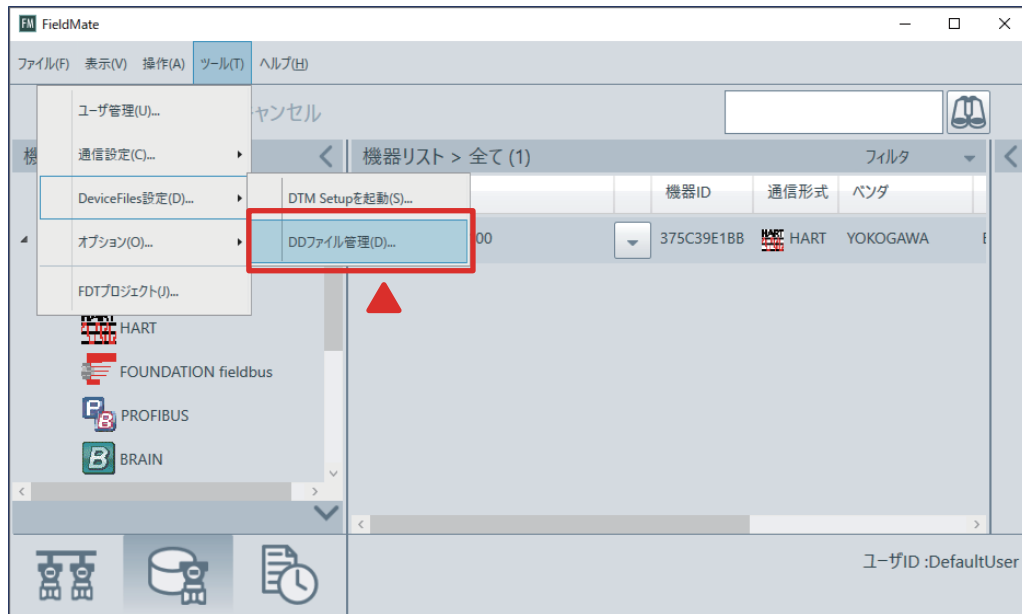 FM FieldMate
ファイル(F) 表示(V) 操作(A) ツール(T) ヘルプ(H)
ユーザ管理(U)...
通信設定(C)...
DeviceFiles設定(D)...
オプション(O)...
FDTプロジェクト(J)...
DTM Setupを起動(S)...
DDファイル管理(D)...
ャンセル
機
機器リスト > 全て (1)
フィルタ
機器ID 通信形式 ベンダ
00 375C39E1BB HART HART YOKOGAWA
HART HART
FOUNDATION fieldbus
PROFIBUS
B BRAIN
ユーザID :DefaultUser